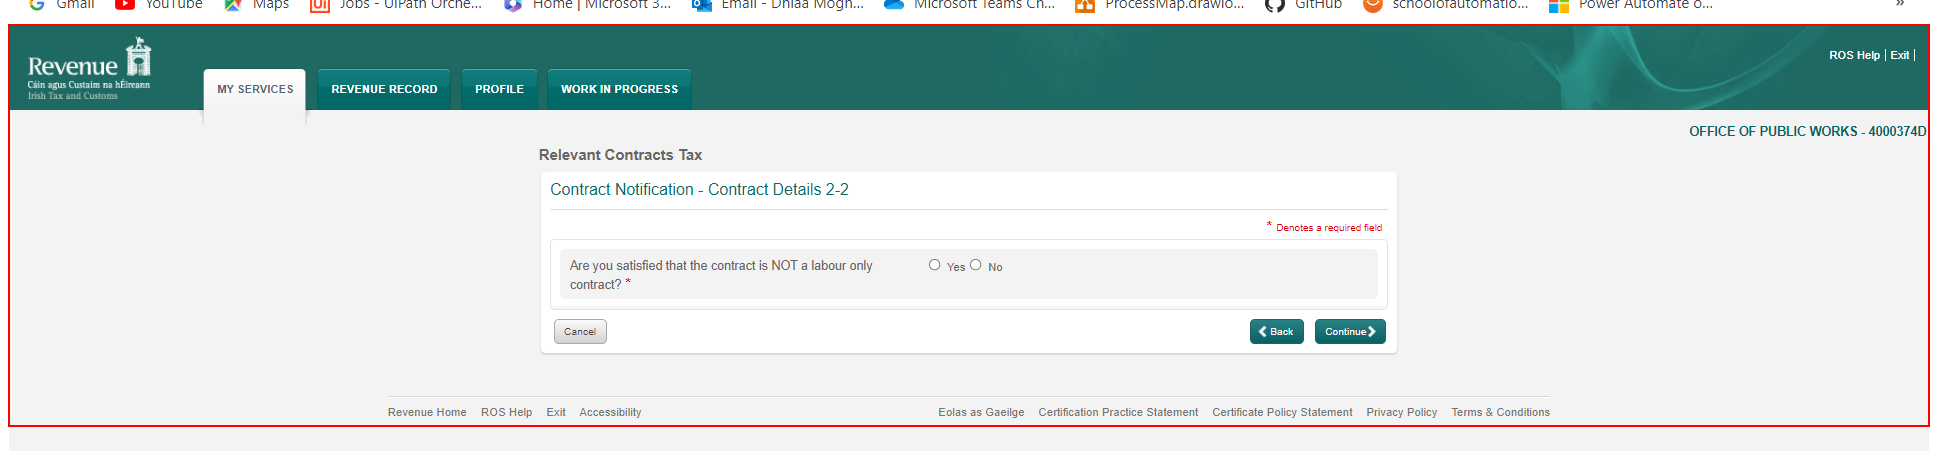 Gmail YouTube Maps Jobs - UiPath Orche... Home | Microsoft 3... Email - Dhiaa Mogh... Microsoft Teams Ch... ProcessMap.drawio... GitHub schoolofautomatio... Power Automate o... »
ROS Help | Exit |
Revenue
Cáin agus Custaim na hÉireann
Irish Tax and Customs
MY SERVICES REVENUE RECORD PROFILE WORK IN PROGRESS
OFFICE OF PUBLIC WORKS - 4000374D
Relevant Contracts Tax
Contract Notification - Contract Details 2-2
* Denotes a required field
Are you satisfied that the contract is NOT a labour only Yes No
contract? *
Cancel Back Continue
Revenue Home ROS Help Exit Accessibility Eolas as Gaeilge Certification Practice Statement Certificate Policy Statement Privacy Policy Terms & Conditions